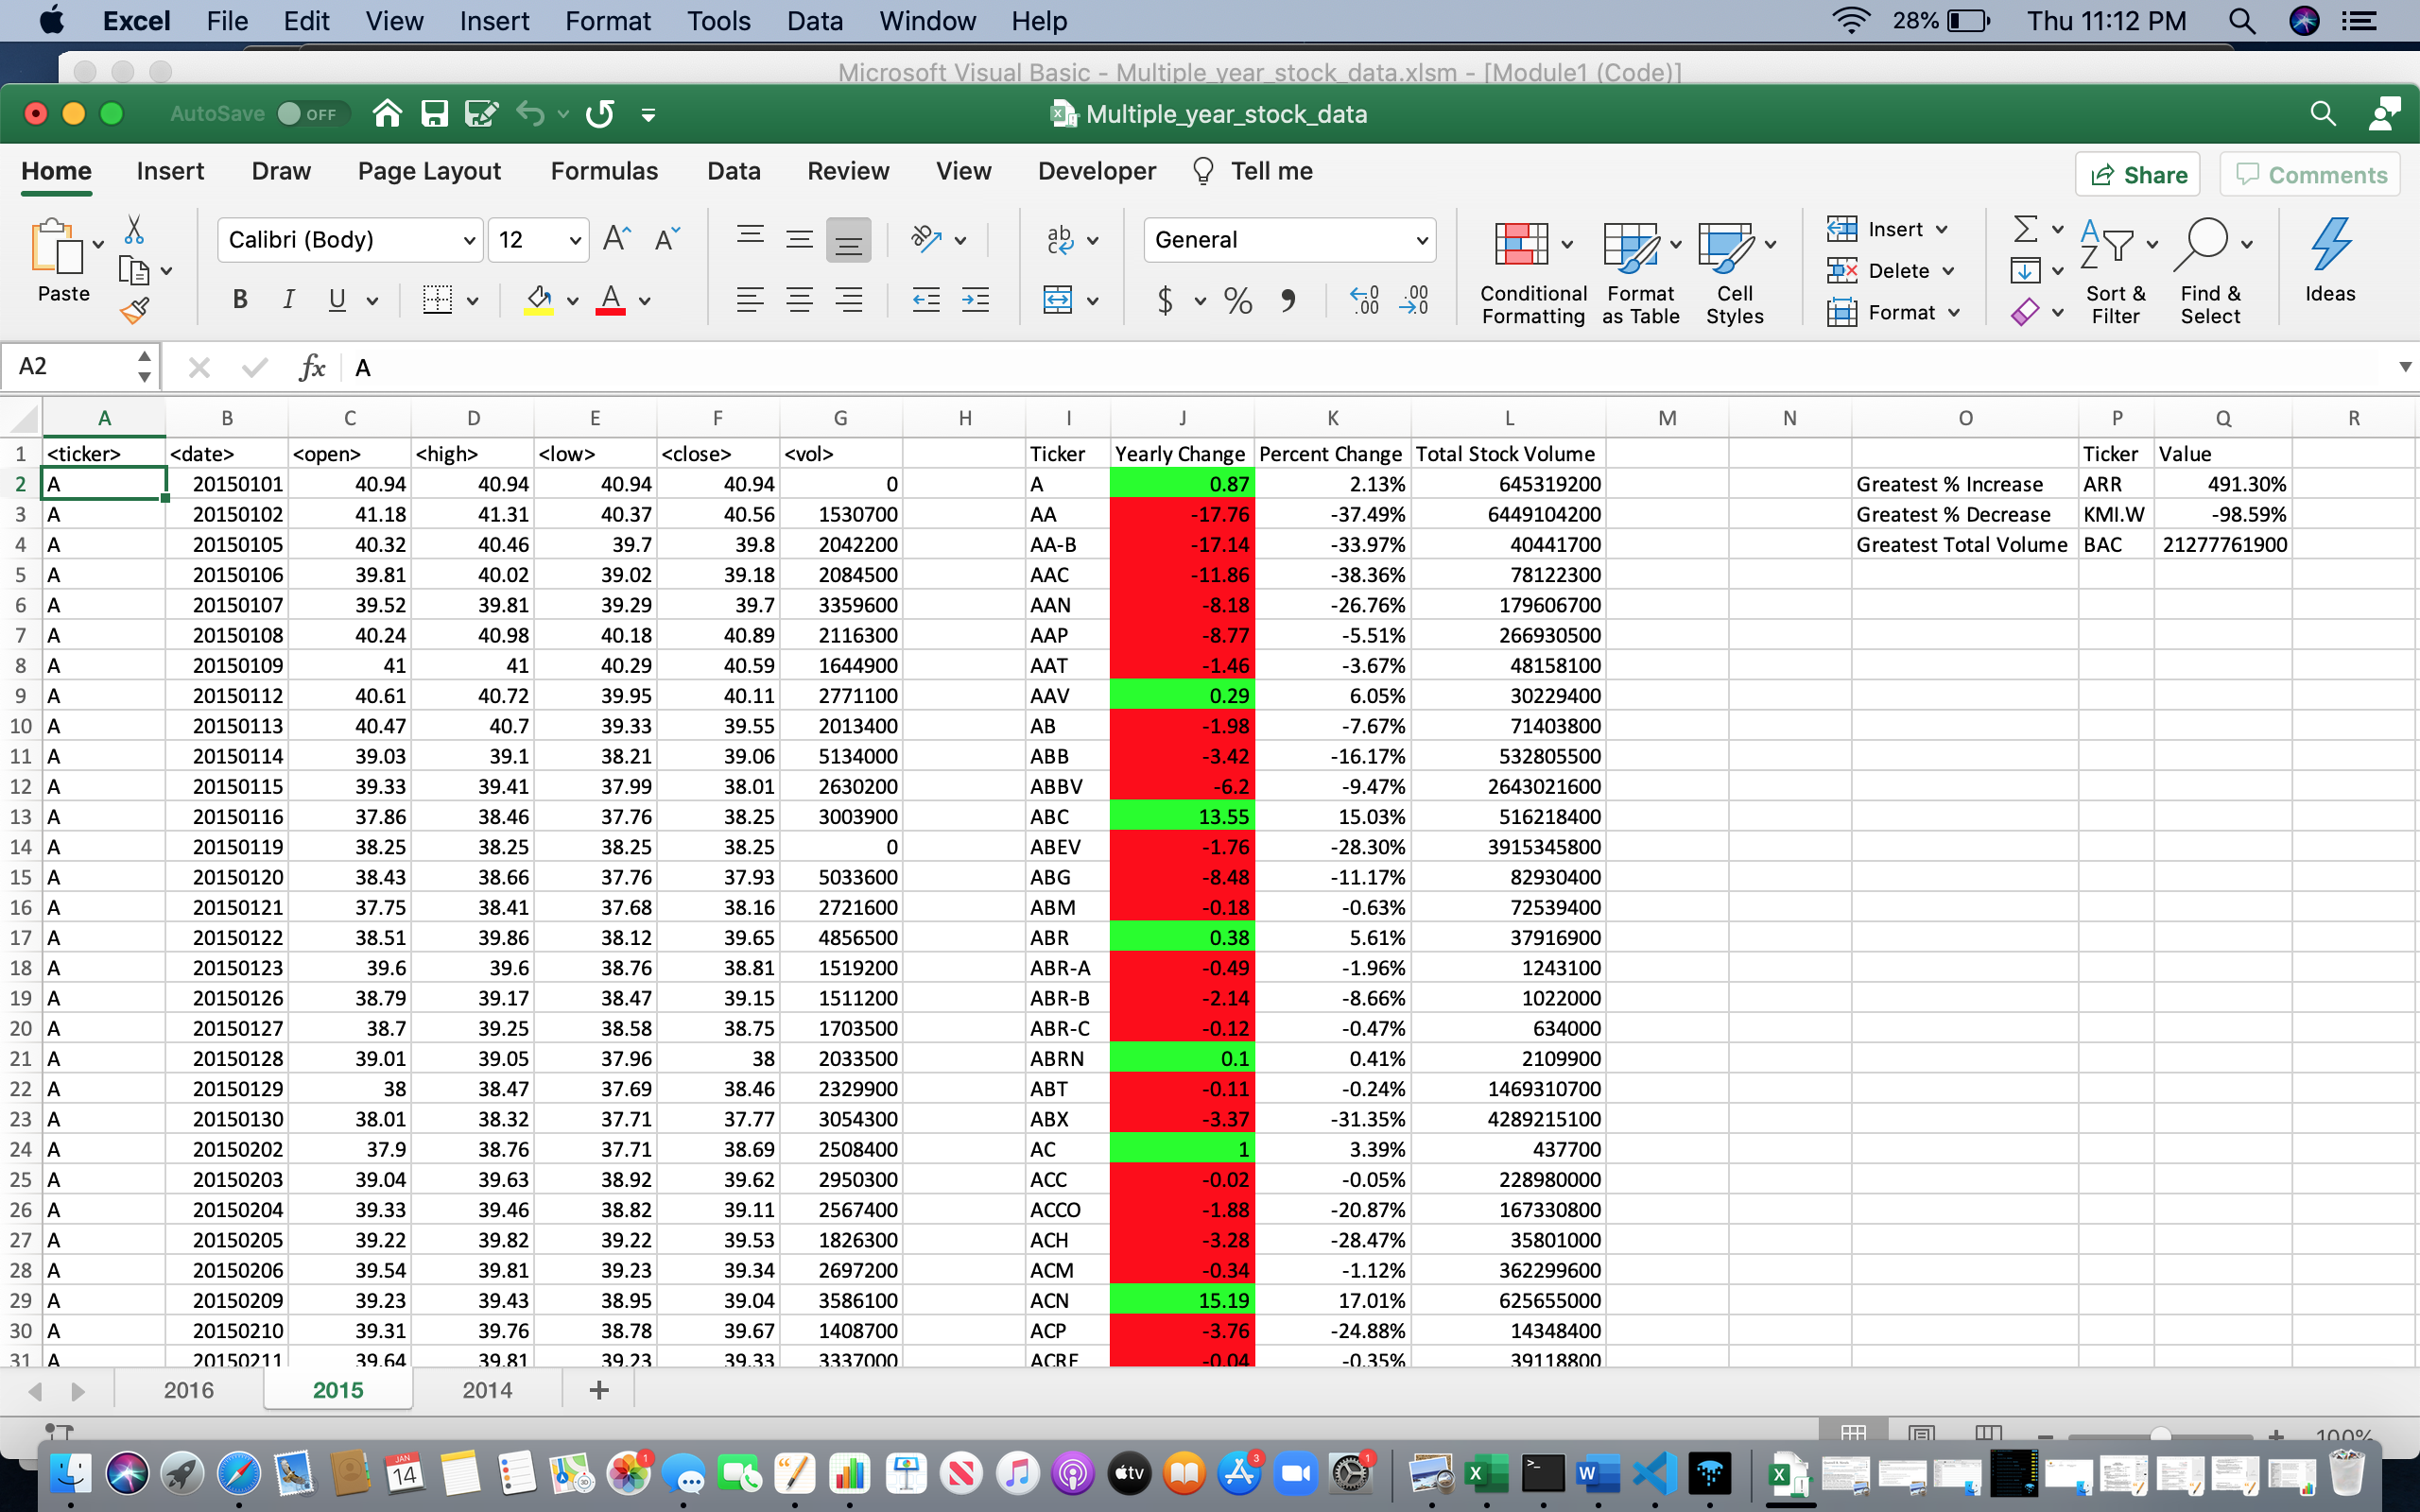 Excel File Edit View Insert Format Tools Data Window Help 28% Thu 11:12 PM
Microsoft Visual Basic - Multiple_year_stock_data.xlsm - [Module1 (Code)]
AutoSave OFF Multiple_year_stock_data
Home Insert Draw Page Layout Formulas Data Review View Developer Tell me Share Comments
Paste Calibri (Body) 12 General Conditional Formatting Format as Table Cell Styles Insert Delete Format Sort & Filter Find & Select Ideas
A2 fx A
A B C D E F G H I J K L M N O P Q R
1 <ticker> <date> <open> <high> <low> <close> <vol> Ticker Yearly Change Percent Change Total Stock Volume Ticker Value
2 A 20150101 40.94 40.94 40.94 40.94 0 A 0.87 2.13% 645319200 Greatest % Increase ARR 491.30%
3 A 20150102 41.18 41.31 40.37 40.56 1530700 AA -17.76 -37.49% 6449104200 Greatest % Decrease KMI.W -98.59%
4 A 20150105 40.32 40.46 39.7 39.8 2042200 AA-B -17.14 -33.97% 40441700 Greatest Total Volume BAC 21277761900
5 A 20150106 39.81 40.02 39.02 39.18 2084500 AAC -11.86 -38.36% 78122300
6 A 20150107 39.52 39.81 39.29 39.7 3359600 AAN -8.18 -26.76% 179606700
7 A 20150108 40.24 40.98 40.18 40.89 2116300 AAP -8.77 -5.51% 266930500
8 A 20150109 41 41 40.29 40.59 1644900 AAT -1.46 -3.67% 48158100
9 A 20150112 40.61 40.72 39.95 40.11 2771100 AAV 0.29 6.05% 30229400
10 A 20150113 40.47 40.7 39.33 39.55 2013400 AB -1.98 -7.67% 71403800
11 A 20150114 39.03 39.1 38.21 39.06 5134000 ABB -3.42 -16.17% 532805500
12 A 20150115 39.33 39.41 37.99 38.01 2630200 ABBV -6.2 -9.47% 2643021600
13 A 20150116 37.86 38.46 37.76 38.25 3003900 ABC 13.55 15.03% 516218400
14 A 20150119 38.25 38.25 38.25 38.25 0 ABEV -1.76 -28.30% 3915345800
15 A 20150120 38.43 38.66 37.76 37.93 5033600 ABG -8.48 -11.17% 82930400
16 A 20150121 37.75 38.41 37.68 38.16 2721600 ABM -0.18 -0.63% 72539400
17 A 20150122 38.51 39.86 38.12 39.65 4856500 ABR 0.38 5.61% 37916900
18 A 20150123 39.6 39.6 38.76 38.81 1519200 ABR-A -0.49 -1.96% 1243100
19 A 20150126 38.79 39.17 38.47 39.15 1511200 ABR-B -2.14 -8.66% 1022000
20 A 20150127 38.7 39.25 38.58 38.75 1703500 ABR-C -0.12 -0.47% 634000
21 A 20150128 39.01 39.05 37.96 38 2033500 ABRN 0.1 0.41% 2109900
22 A 20150129 38 38.47 37.69 38.46 2329900 ABT -0.11 -0.24% 1469310700
23 A 20150130 38.01 38.32 37.71 37.77 3054300 ABX -3.37 -31.35% 4289215100
24 A 20150202 37.9 38.76 37.71 38.69 2508400 AC 1 3.39% 437700
25 A 20150203 39.04 39.63 38.92 39.62 2950300 ACC -0.02 -0.05% 228980000
26 A 20150204 39.33 39.46 38.82 39.11 2567400 ACCO -1.88 -20.87% 167330800
27 A 20150205 39.22 39.82 39.22 39.53 1826300 ACH -3.28 -28.47% 35801000
28 A 20150206 39.54 39.81 39.23 39.34 2697200 ACM -0.34 -1.12% 362299600
29 A 20150209 39.23 39.43 38.95 39.04 3586100 ACN 15.19 17.01% 625655000
30 A 20150210 39.31 39.76 38.78 39.67 1408700 ACP -3.76 -24.88% 14348400
31 A 20150211 39.64 39.81 39.23 39.33 3337000 ACRE -0.04 -0.35% 39118800
2016 2015 2014
100%
JAN 14 tv